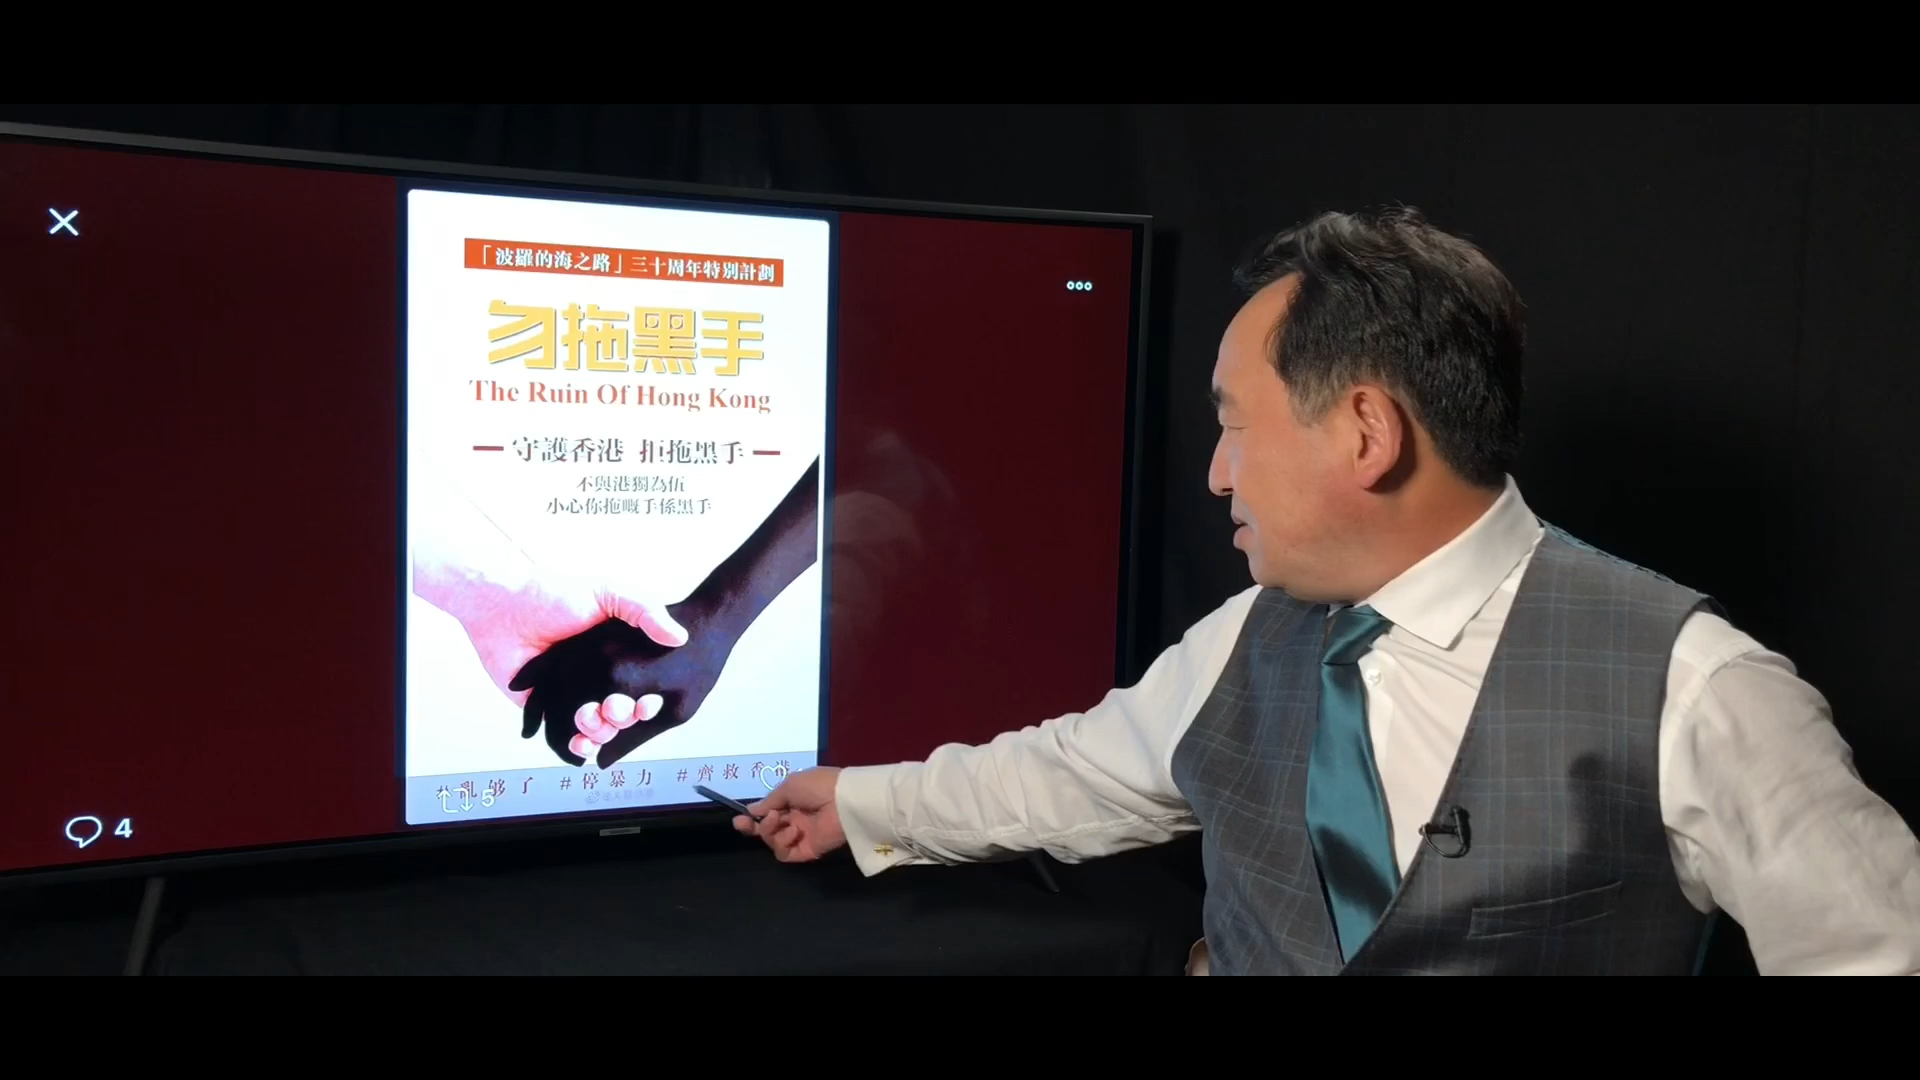 「波羅的海之路」三十周年特別計劃
勿拖黑手
The Ruin Of Hong Kong
守護香港 拒拖黑手
不與港獨為伍
小心你拖嘅手係黑手
#亂够了 #停暴力 #齊救香港
5
4